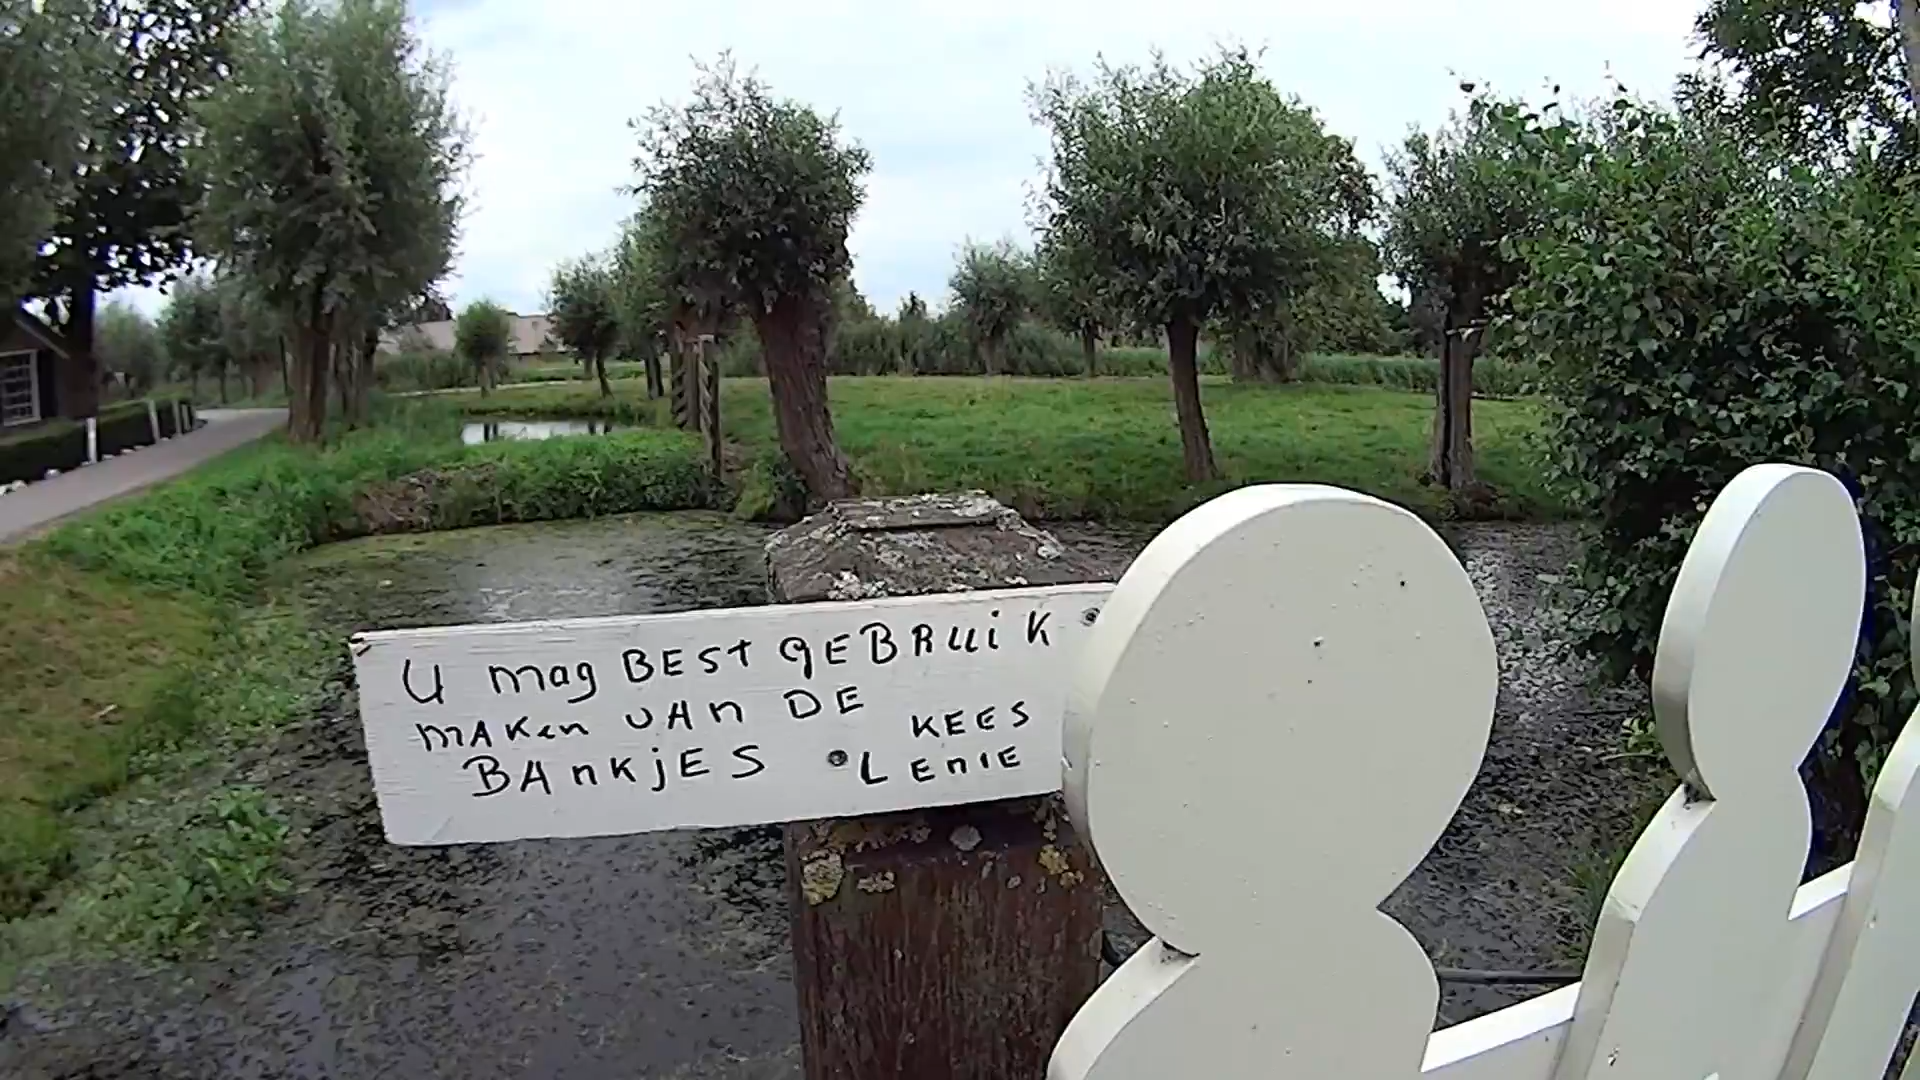 U mag BEST GEBRUIK
MAKEN VAN DE
BANKJES
KEES
LENIE